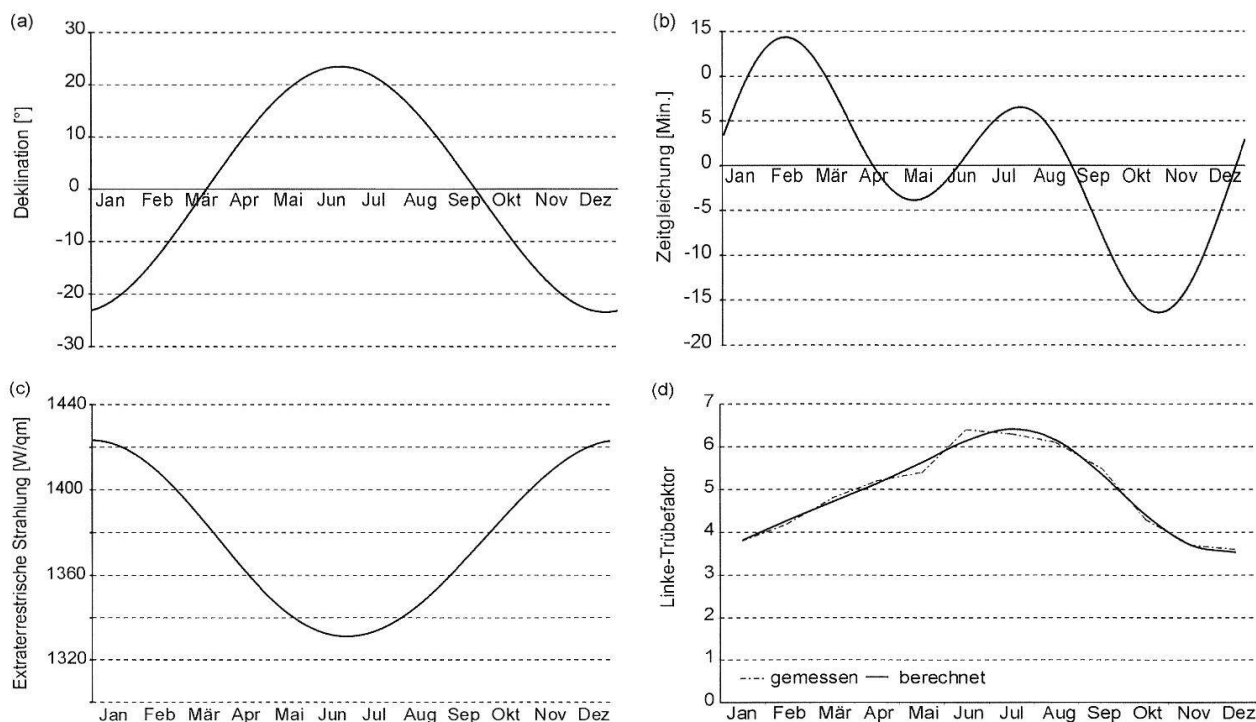 (a)
Deklination [°]
30
20
10
0
-10
-20
-30
Jan Feb Mär Apr Mai Jun Jul Aug Sep Okt Nov Dez
(b)
Zeitgleichung [Min.]
15
0
5
0
-5
-10
-15
-20
Jan Feb Mär Apr Mai Jun Jul Aug Sep Okt Nov Dez
(c)
Extraterrestrische Strahlung [W/qm]
1440
1400
1360
1320
Jan Feb Mär Apr Mai Jun Jul Aug Sep Okt Nov Dez
(d)
Linke-Trübefaktor
7
6
5
4
3
2
1
0
gemessen berechnet
Jan Feb Mär Apr Mai Jun Jul Aug Sep Okt Nov Dez